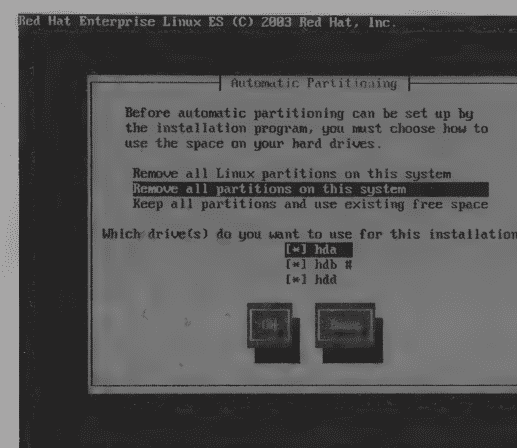 Red Hat Enterprise Linux ES (C) 2003 Red Hat, Inc.
Automatic Partitioning
Before automatic partitioning can be set up by
the installation program, you must choose how to
use the space on your hard drives.
Remove all Linux partitions on this system
Remove all partitions on this system
Keep all partitions and use existing free space
Which drive(s) do you want to use for this installation
[*] hda
[*] hdb #
[*] hdd